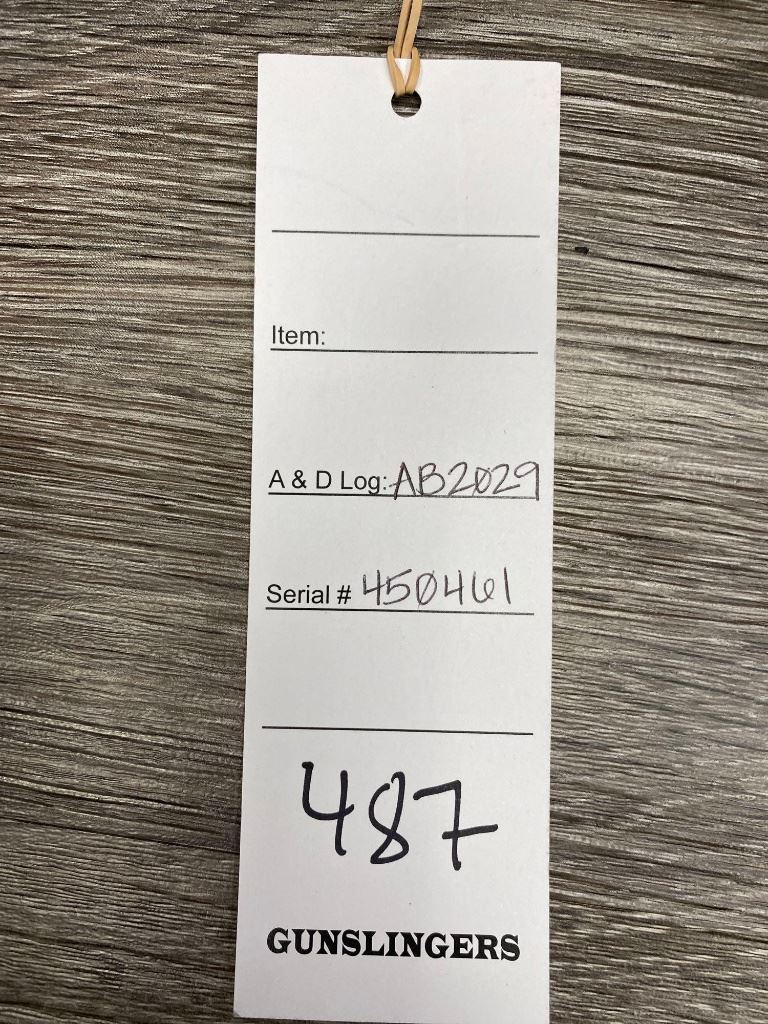 Item:
A & D Log: AB2029
Serial # 450461
487
GUNSLINGERS